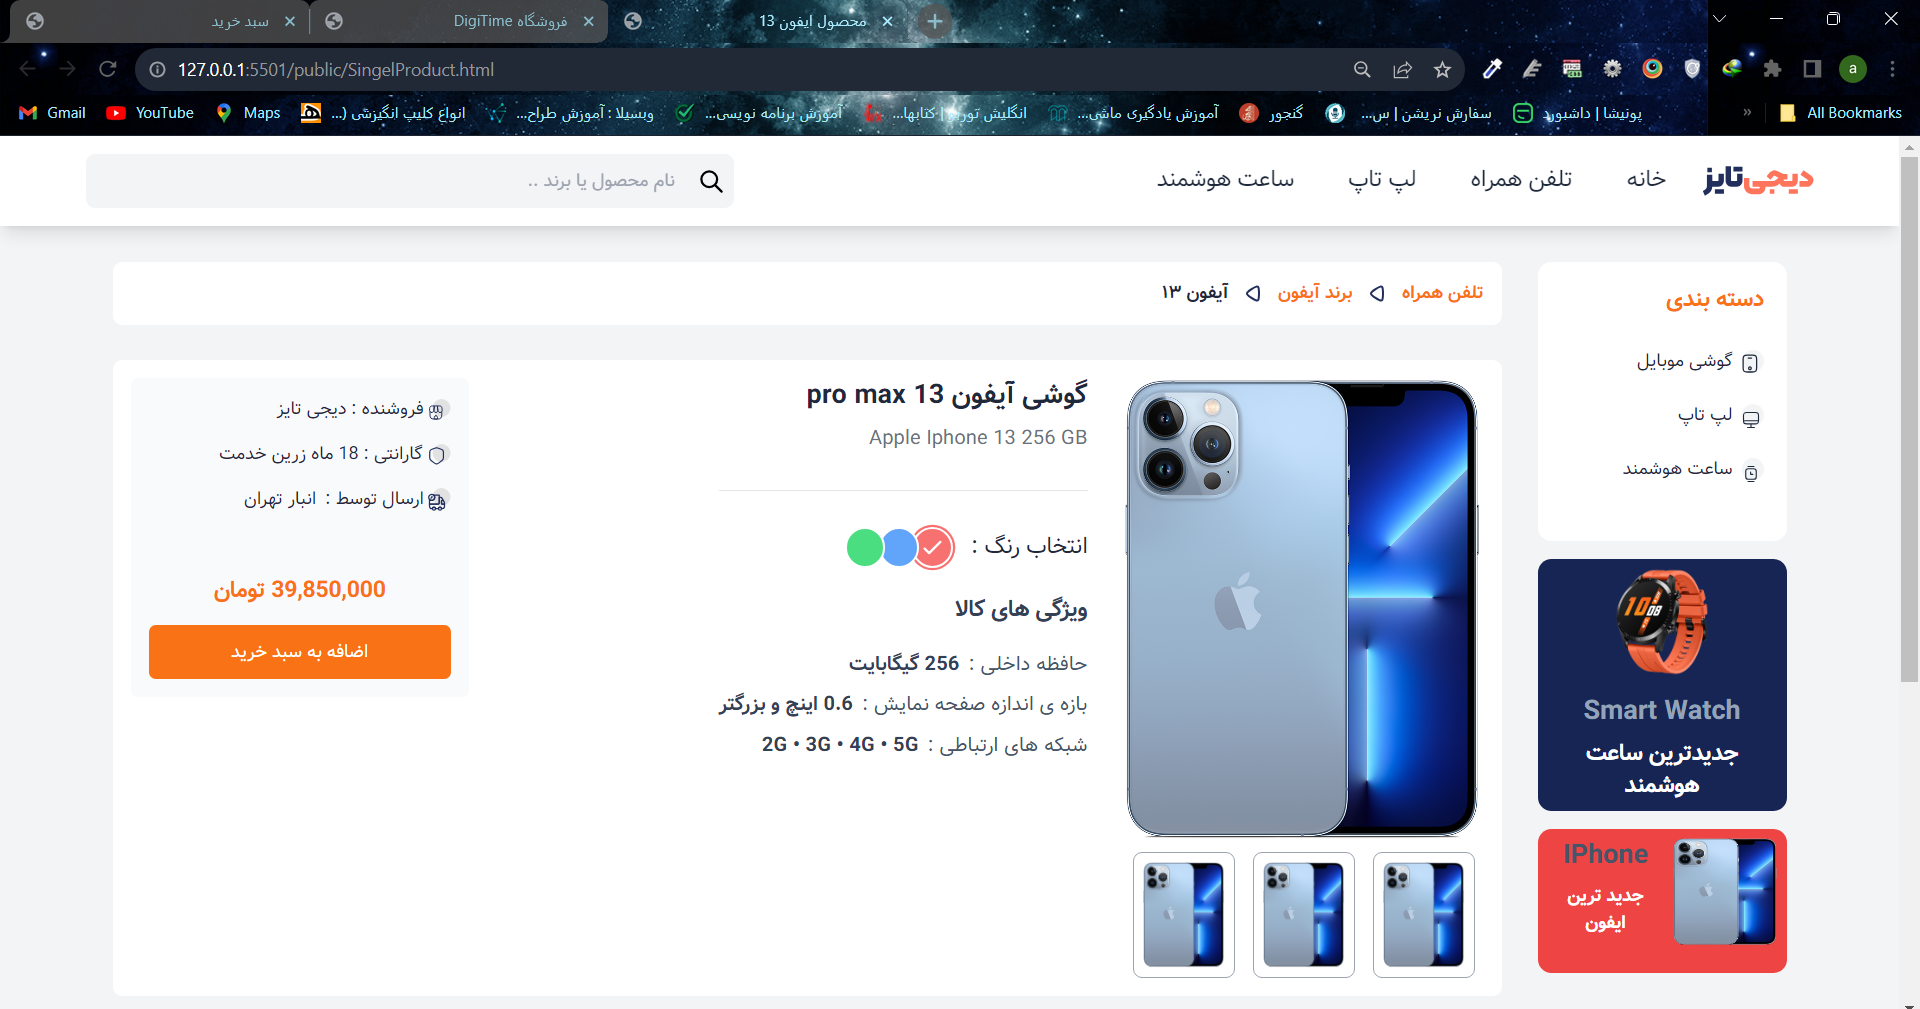 سبد خرید
فروشگاه DigiTime
محصول ایفون 13
127.0.0.1:5501/public/SingelProduct.html
a
Gmail
YouTube
Maps
انواع کلیپ انگیزشی (...
وبسیلا : آموزش طراح...
آموزش برنامه نویسی...
انگلیش تورز | کتابها...
آموزش یادگیری ماشی...
گنجور
سفارش نریشن | س...
پونیشا | داشبورد
»
All Bookmarks
دیجی‌تایز
خانه
تلفن همراه
لپ تاپ
ساعت هوشمند
نام محصول یا برند ..
دسته بندی
گوشی موبایل
لپ تاپ
ساعت هوشمند
تلفن همراه
برند آیفون
آیفون ۱۳
گوشی آیفون 13 pro max
Apple Iphone 13 256 GB
انتخاب رنگ :
ویژگی های کالا
حافظه داخلی : 256 گیگابایت
بازه ی اندازه صفحه نمایش : 0.6 اینچ و بزرگتر
شبکه های ارتباطی : 2G • 3G • 4G • 5G
فروشنده : دیجی تایز
گارانتی : 18 ماه زرین خدمت
ارسال توسط : انبار تهران
39,850,000 تومان
اضافه به سبد خرید
10 08
Smart Watch
جدیدترین ساعت
هوشمند
IPhone
جدید ترین
ایفون